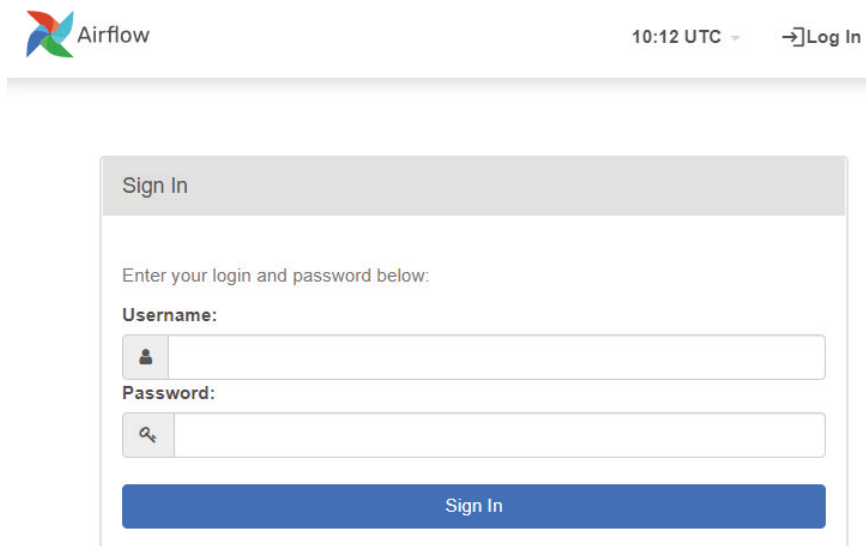 Airflow 10:12 UTC Log In
Sign In
Enter your login and password below:
Username:
Password:
Sign In